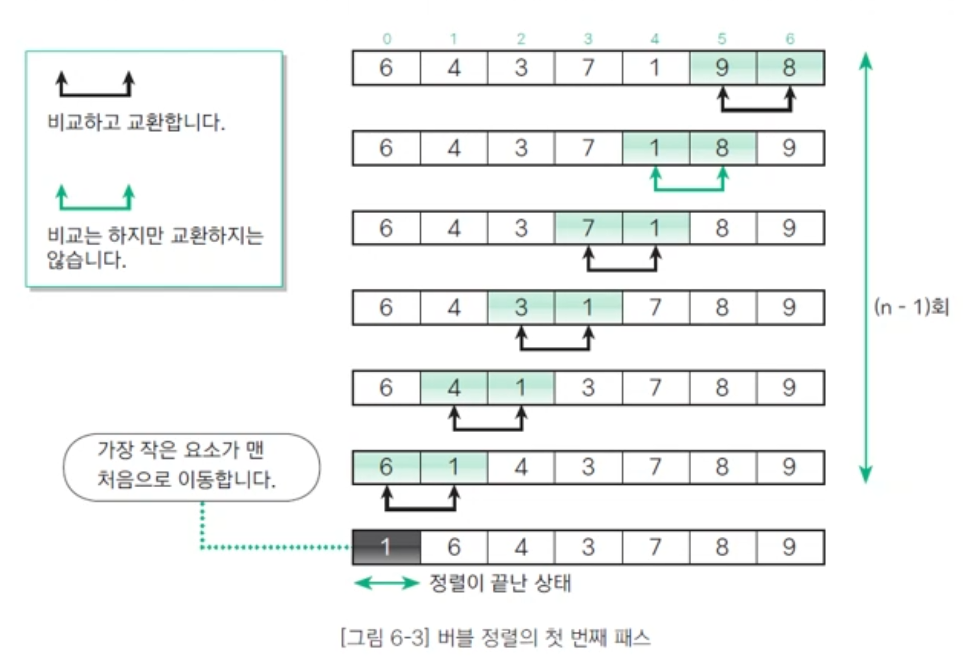 0 1 2 3 4 5 6
6 4 3 7 1 9 8
비교하고 교환합니다.
6 4 3 7 1 8 9
비교는 하지만 교환하지는
않습니다.
6 4 3 7 1 8 9
6 4 3 1 7 8 9
(n - 1)회
6 4 1 3 7 8 9
가장 작은 요소가 맨
처음으로 이동합니다.
6 1 4 3 7 8 9
1 6 4 3 7 8 9
정렬이 끝난 상태
[그림 6-3] 버블 정렬의 첫 번째 패스